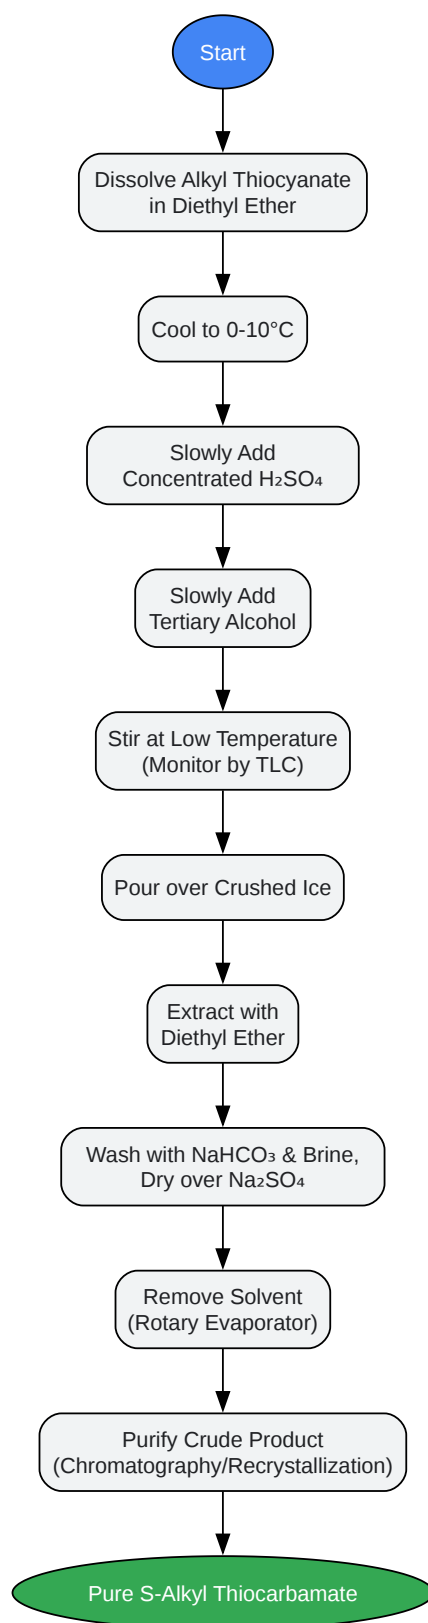 Start
Dissolve Alkyl Thiocyanate
in Diethyl Ether
Cool to 0-10°C
Slowly Add
Concentrated H₂SO₄
Slowly Add
Tertiary Alcohol
Stir at Low Temperature
(Monitor by TLC)
Pour over Crushed Ice
Extract with
Diethyl Ether
Wash with NaHCO₃ & Brine,
Dry over Na₂SO₄
Remove Solvent
(Rotary Evaporator)
Purify Crude Product
(Chromatography/Recrystallization)
Pure S-Alkyl Thiocarbamate